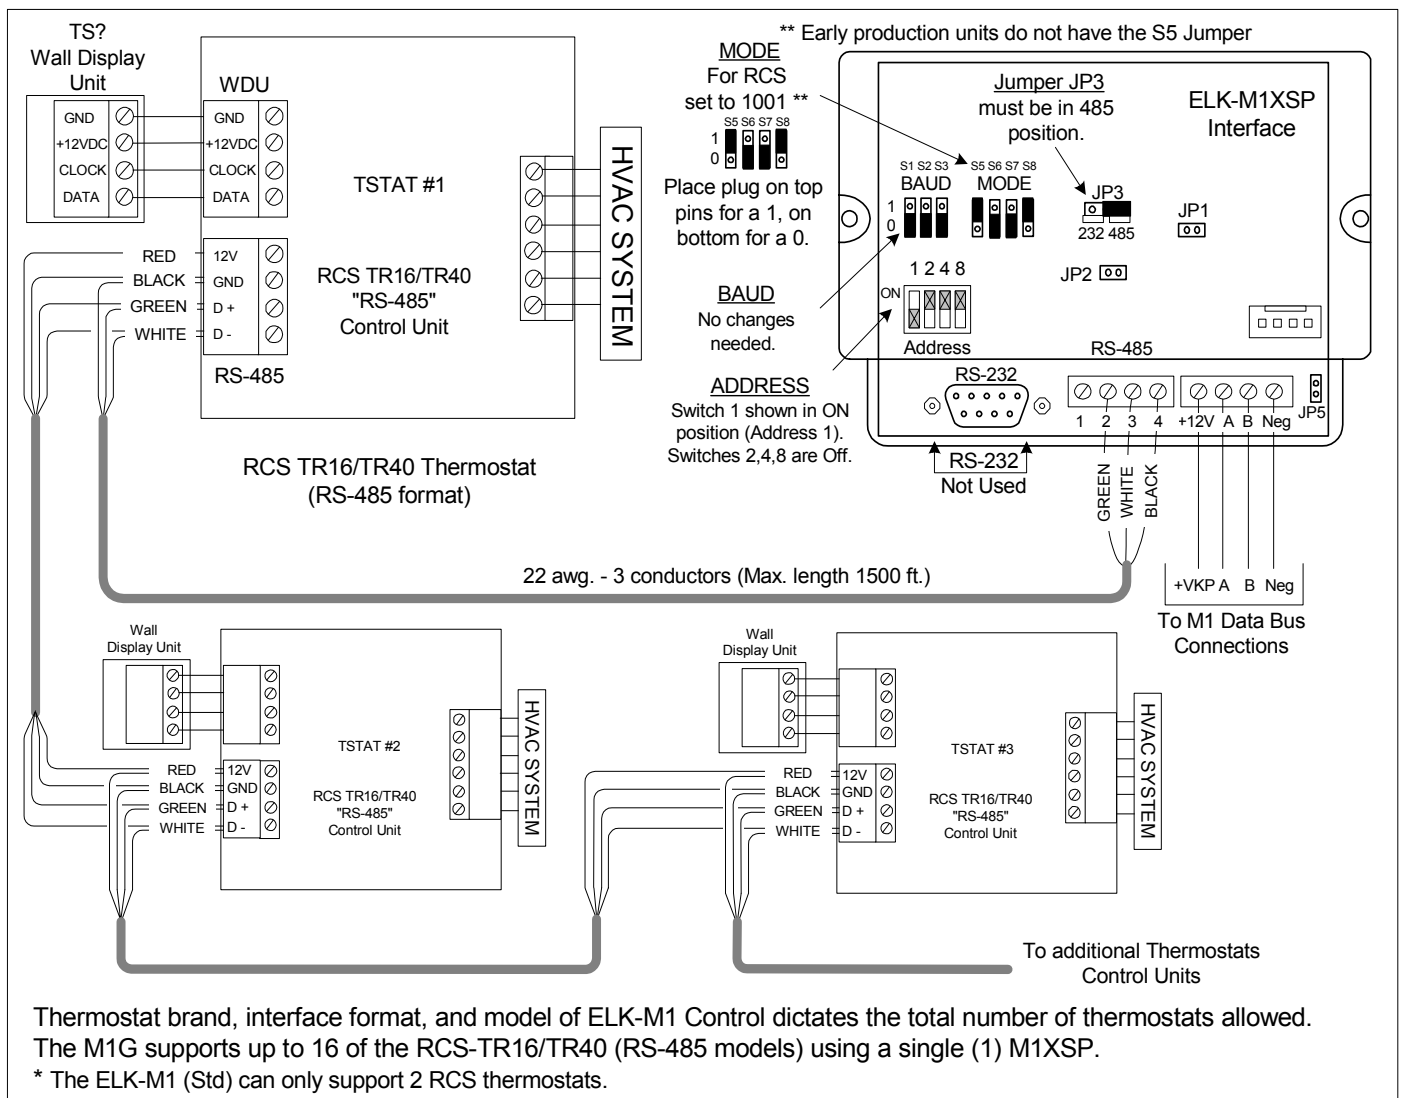 TS?
Wall Display
Unit
GND
+12VDC
CLOCK
DATA
WDU
GND
+12VDC
CLOCK
DATA
TSTAT #1
RCS TR16/TR40
"RS-485"
Control Unit
HVAC SYSTEM
RED
BLACK
GREEN
WHITE
12V
GND
D +
D -
RS-485
RCS TR16/TR40 Thermostat
(RS-485 format)
** Early production units do not have the S5 Jumper
MODE
For RCS
set to 1001 **
S5 S6 S7 S8
1
0
Place plug on top
pins for a 1, on
bottom for a 0.
BAUD
No changes
needed.
ADDRESS
Switch 1 shown in ON
position (Address 1).
Switches 2,4,8 are Off.
Jumper JP3
must be in 485
position.
ELK-M1XSP
Interface
S1 S2 S3
BAUD
S5 S6 S7 S8
MODE
1
0
JP3
232 485
JP1
JP2
1 2 4 8
ON
Address
RS-232
RS-485
1 2 3 4
+12V A B Neg
JP5
RS-232
Not Used
GREEN
WHITE
BLACK
+VKP A B Neg
To M1 Data Bus
Connections
22 awg. - 3 conductors (Max. length 1500 ft.)
Wall
Display Unit
TSTAT #2
RCS TR16/TR40
"RS-485"
Control Unit
HVAC SYSTEM
RED
BLACK
GREEN
WHITE
12V
GND
D +
D -
Wall
Display Unit
TSTAT #3
RCS TR16/TR40
"RS-485"
Control Unit
HVAC SYSTEM
RED
BLACK
GREEN
WHITE
12V
GND
D +
D -
To additional Thermostats
Control Units
Thermostat brand, interface format, and model of ELK-M1 Control dictates the total number of thermostats allowed.
The M1G supports up to 16 of the RCS-TR16/TR40 (RS-485 models) using a single (1) M1XSP.
* The ELK-M1 (Std) can only support 2 RCS thermostats.